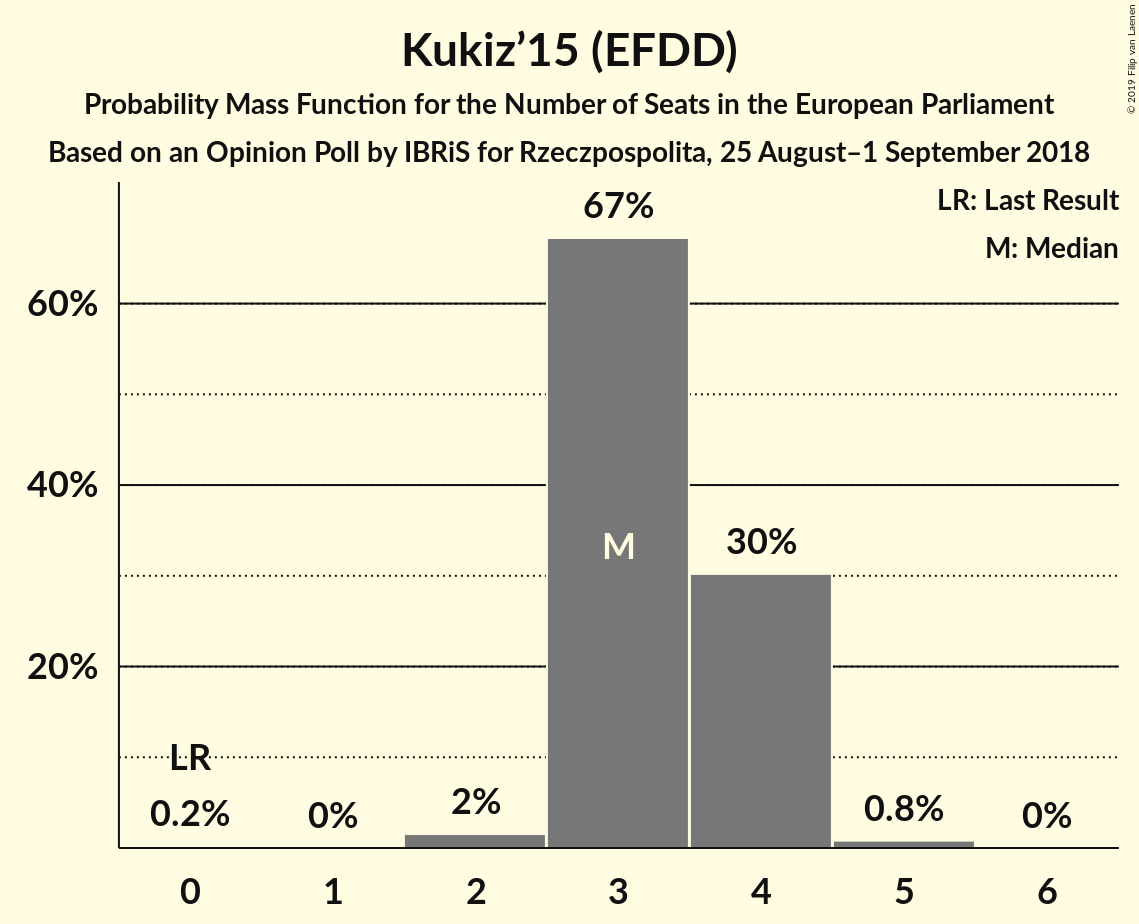 Kukiz’15 (EFDD)
Probability Mass Function for the Number of Seats in the European Parliament
Based on an Opinion Poll by IBRiS for Rzeczpospolita, 25 August–1 September 2018
© 2019 Filip van Laenen
LR: Last Result
M: Median
67%
60%
40%
M
30%
20%
LR
0.2%
0%
2%
0.8%
0%
0 1 2 3 4 5 6